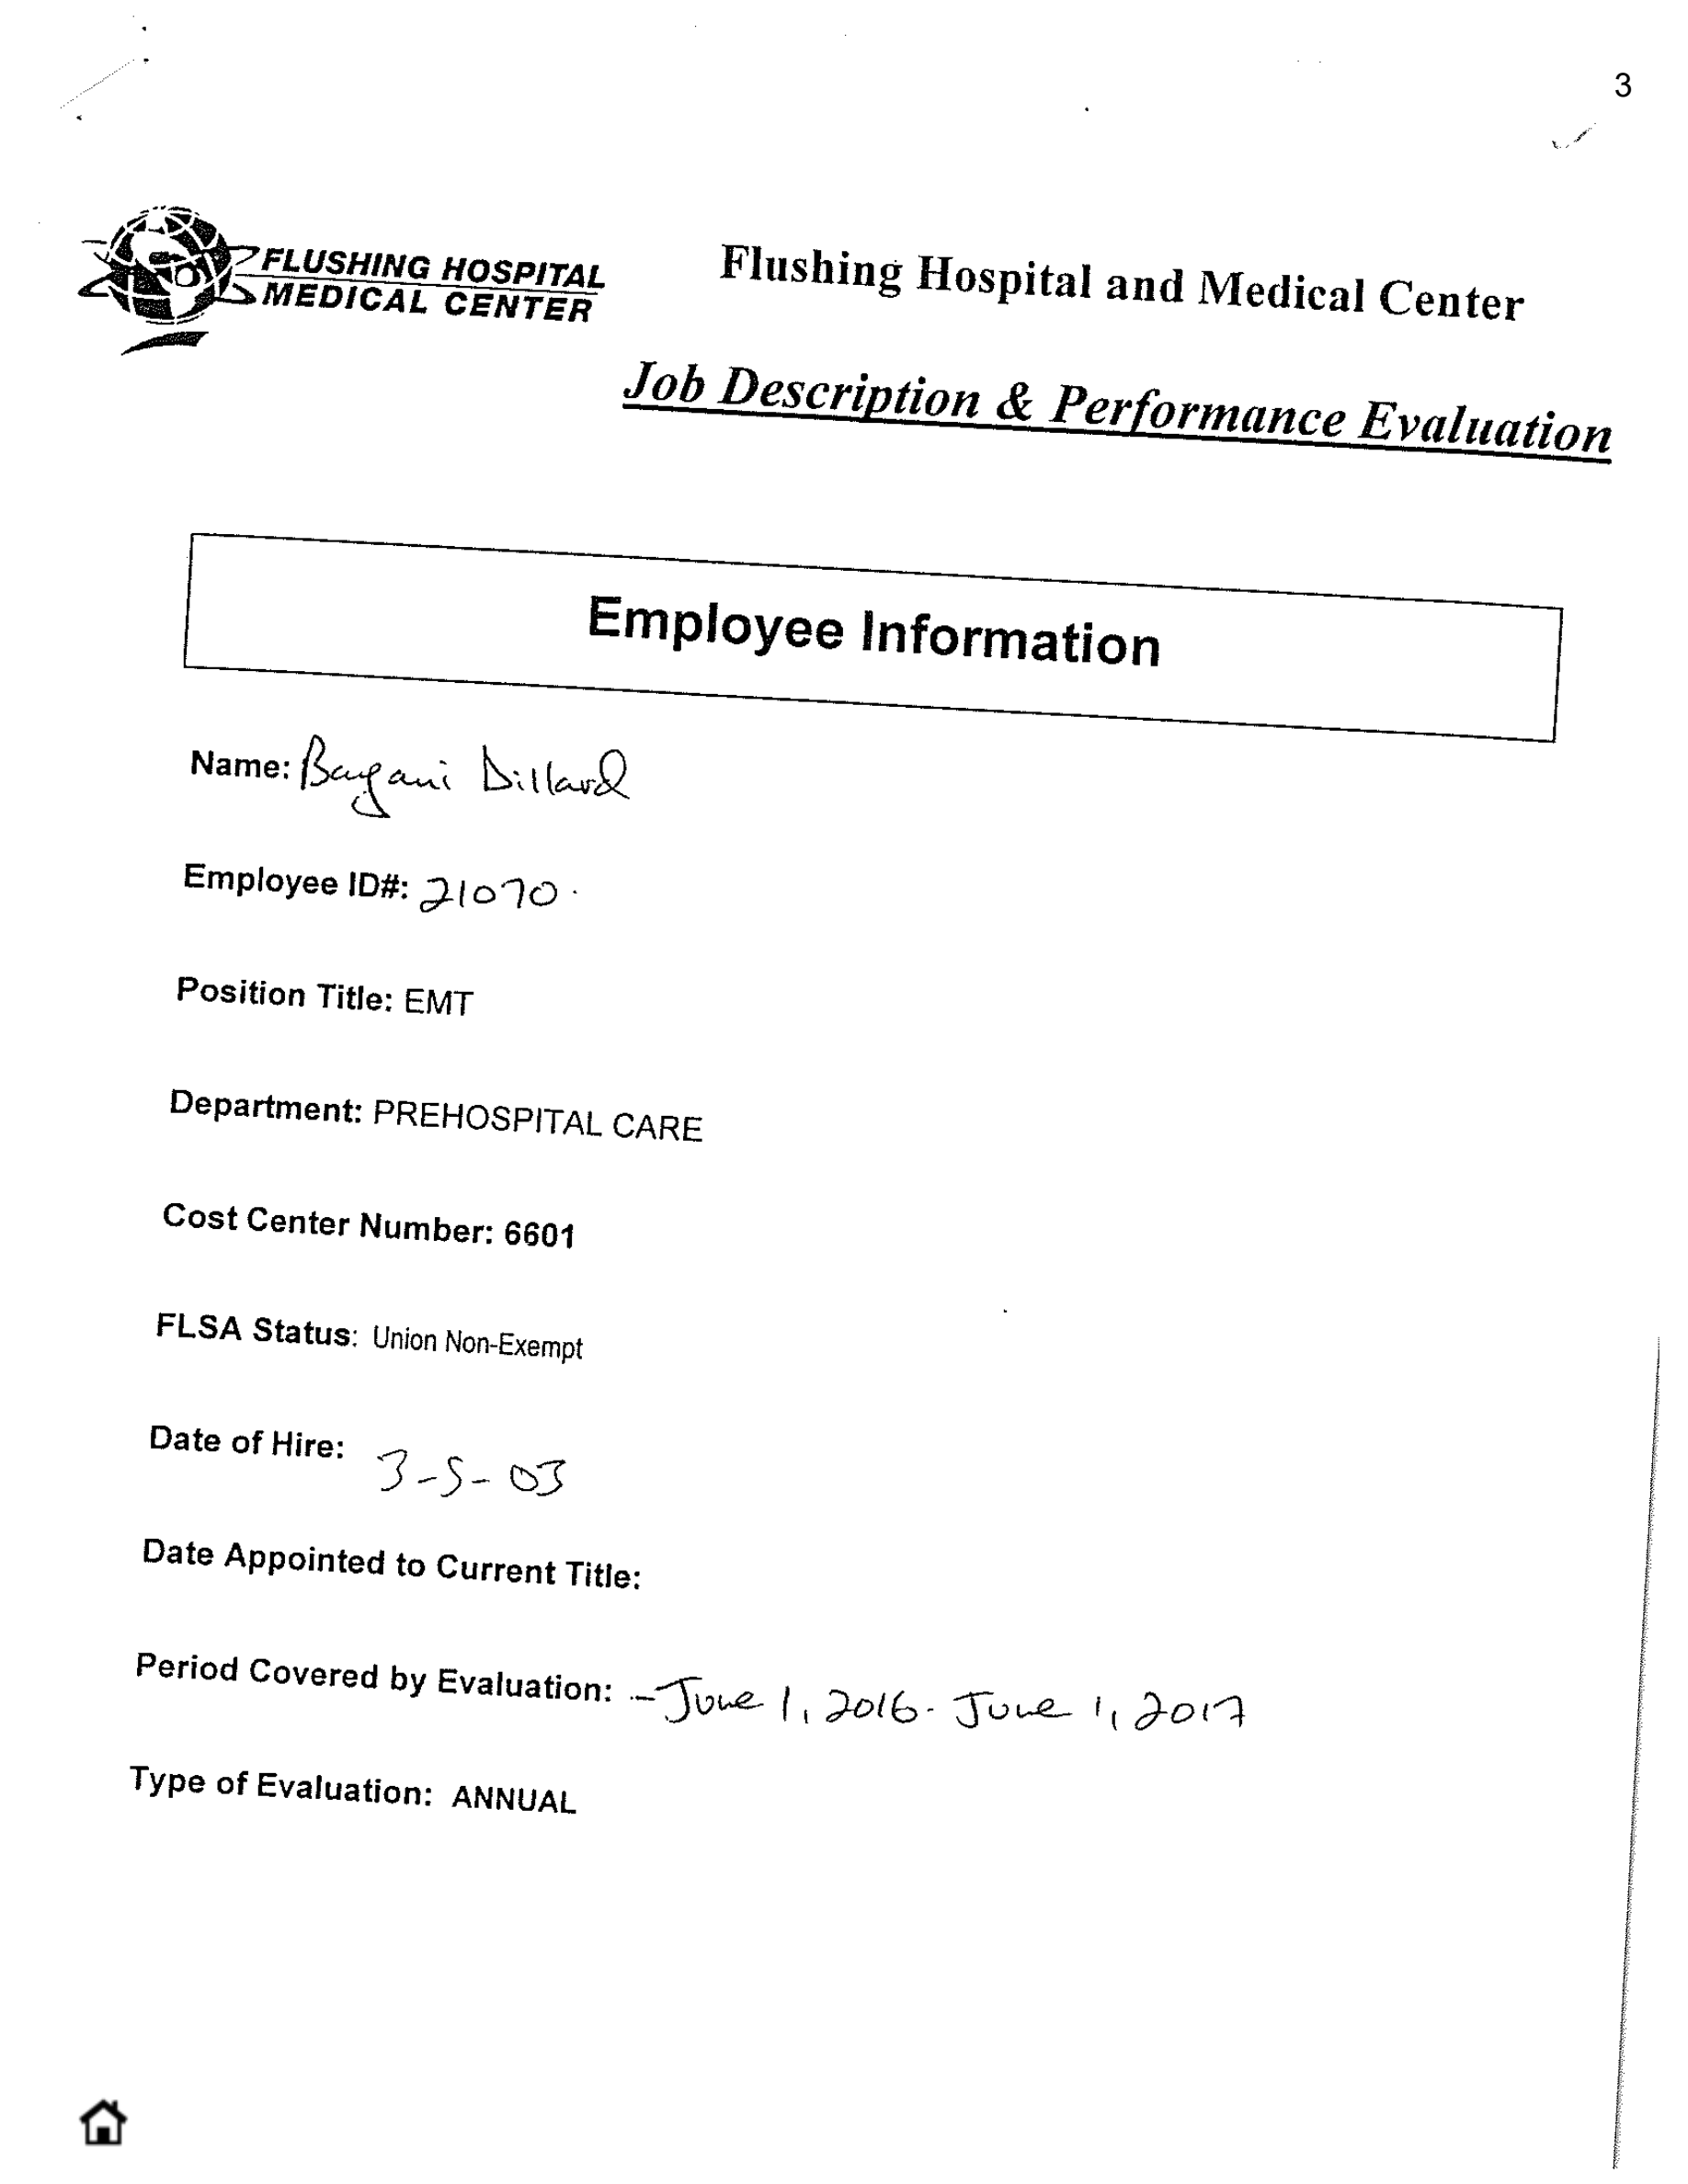 3
FLUSHING HOSPITAL
MEDICAL CENTER
Flushing Hospital and Medical Center
Job Description & Performance Evaluation
Employee Information
Name: Dillard
Employee ID#: 21070
Position Title: EMT
Department: PREHOSPITAL CARE
Cost Center Number: 6601
FLSA Status: Union Non-Exempt
Date of Hire: 3-5-03
Date Appointed to Current Title:
Period Covered by Evaluation: - June 1, 2016 - June 1, 2017
Type of Evaluation: ANNUAL